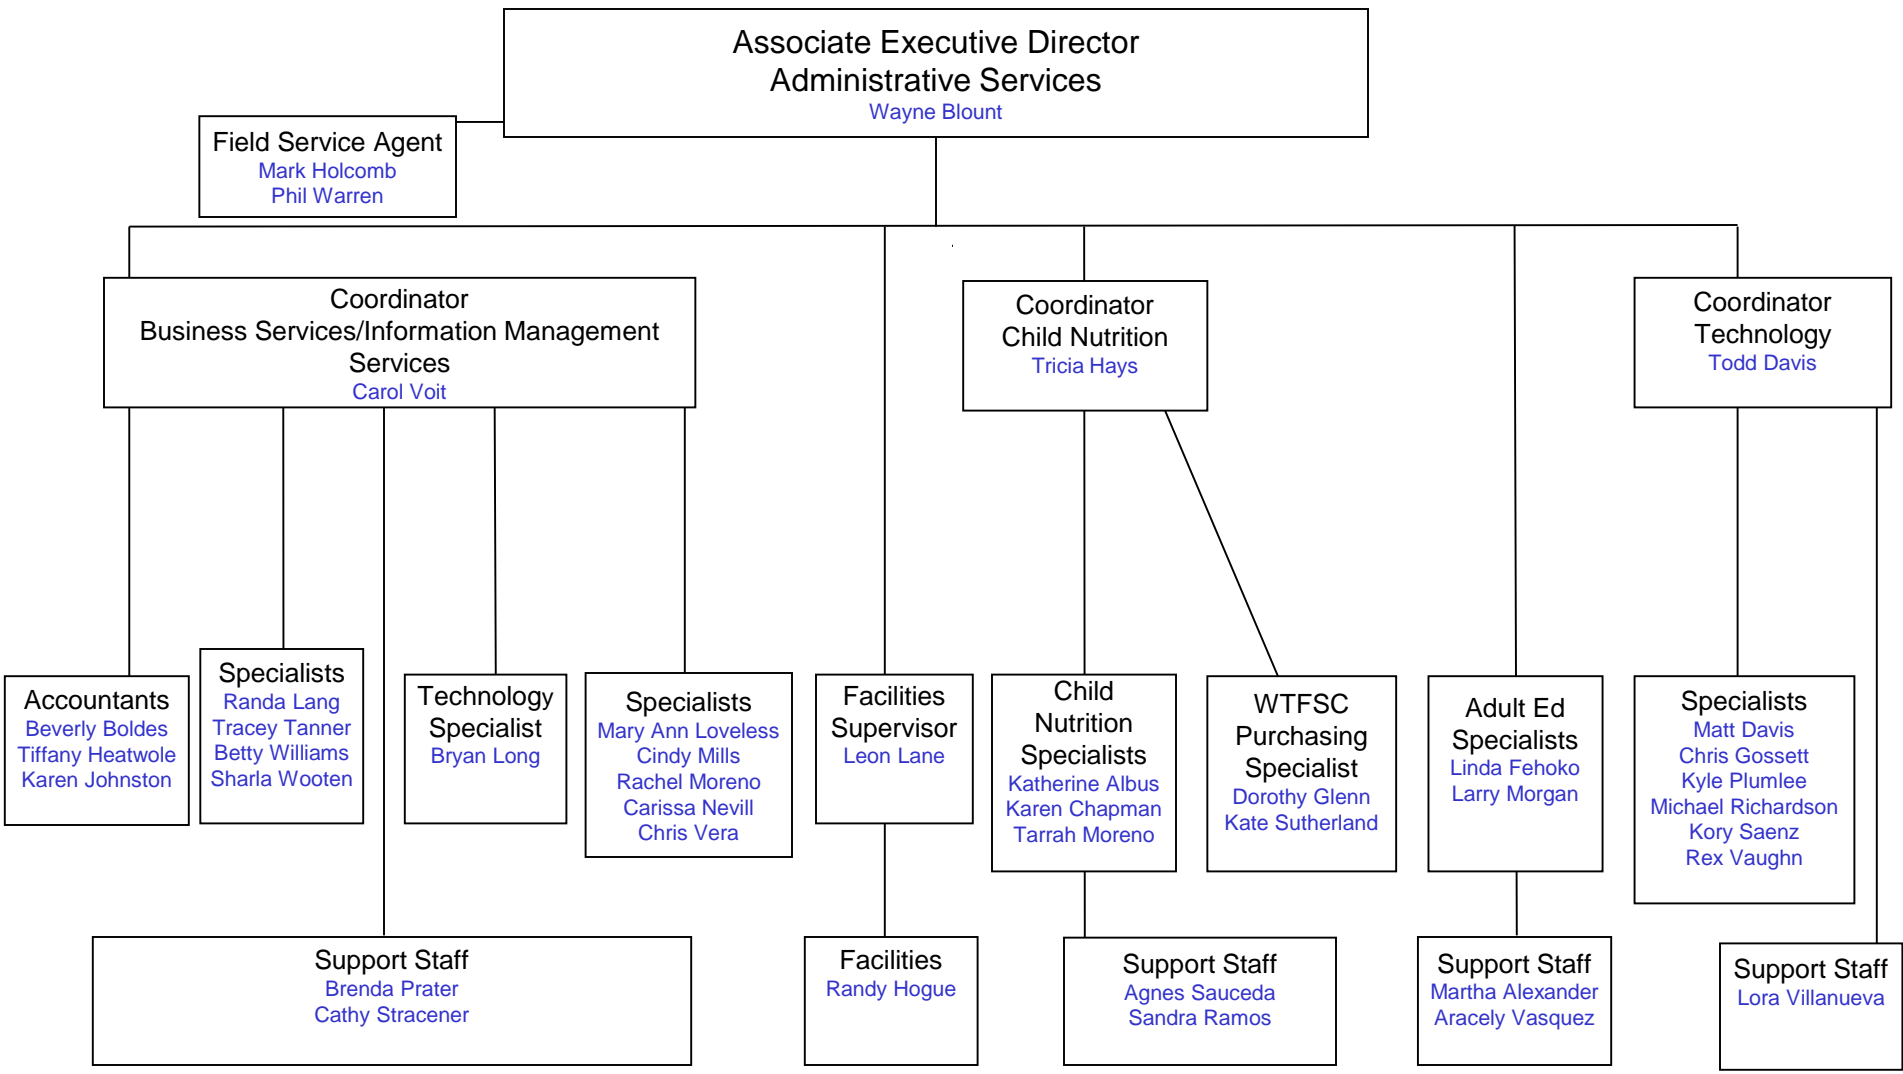 Associate Executive Director
Administrative Services
Wayne Blount
Field Service Agent
Mark Holcomb
Phil Warren
Coordinator
Business Services/Information Management
Services
Carol Voit
Coordinator
Child Nutrition
Tricia Hays
Coordinator
Technology
Todd Davis
Accountants
Beverly Boldes
Tiffany Heatwole
Karen Johnston
Specialists
Randa Lang
Tracey Tanner
Betty Williams
Sharla Wooten
Technology
Specialist
Bryan Long
Specialists
Mary Ann Loveless
Cindy Mills
Rachel Moreno
Carissa Nevill
Chris Vera
Facilities
Supervisor
Leon Lane
Child
Nutrition
Specialists
Katherine Albus
Karen Chapman
Tarrah Moreno
WTFSC
Purchasing
Specialist
Dorothy Glenn
Kate Sutherland
Adult Ed
Specialists
Linda Fehoko
Larry Morgan
Specialists
Matt Davis
Chris Gossett
Kyle Plumlee
Michael Richardson
Kory Saenz
Rex Vaughn
Support Staff
Brenda Prater
Cathy Stracener
Facilities
Randy Hogue
Support Staff
Agnes Sauceda
Sandra Ramos
Support Staff
Martha Alexander
Aracely Vasquez
Support Staff
Lora Villanueva